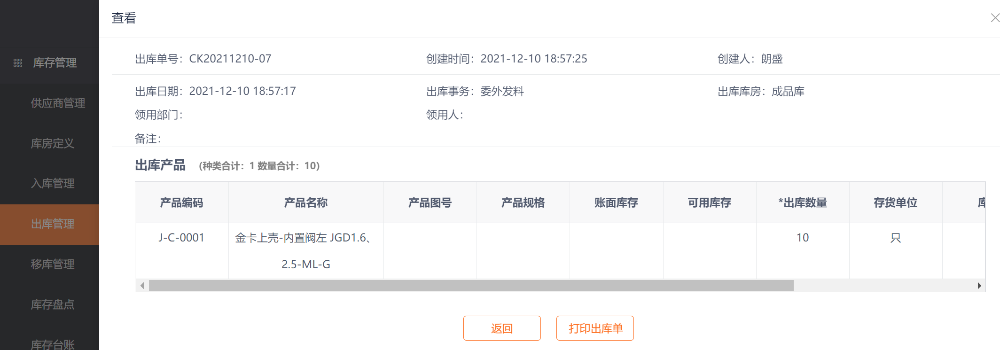 查看
库存管理
供应商管理
库房定义
入库管理
出库管理
移库管理
库存盘点
库存台账
出库单号：CK20211210-07 创建时间：2021-12-10 18:57:25 创建人：朗盛
出库日期：2021-12-10 18:57:17 出库事务：委外发料 出库库房：成品库
领用部门： 领用人：
备注：
出库产品 (种类合计：1 数量合计：10)
产品编码 产品名称 产品图号 产品规格 账面库存 可用库存 *出库数量 存货单位 库
J-C-0001 金卡上壳-内置阀左 JGD1.6、 10 只
2.5-ML-G
返回 打印出库单